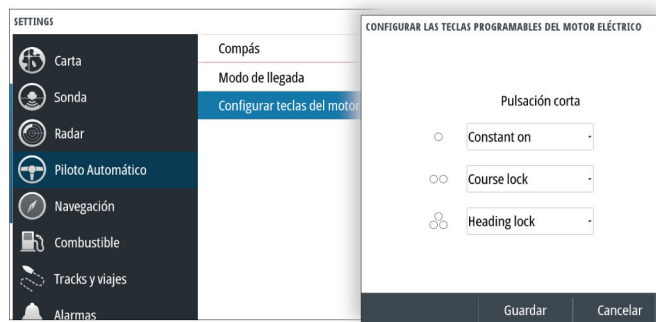 SETTINGS
Carta
Sonda
Radar
Piloto Automático
Navegación
Combustible
Tracks y viajes
Alarmas
Compás
Modo de llegada
Configurar teclas del motor
CONFIGURAR LAS TECLAS PROGRAMABLES DEL MOTOR ELÉCTRICO
Pulsación corta
Constant on
Course lock
Heading lock
Guardar Cancelar